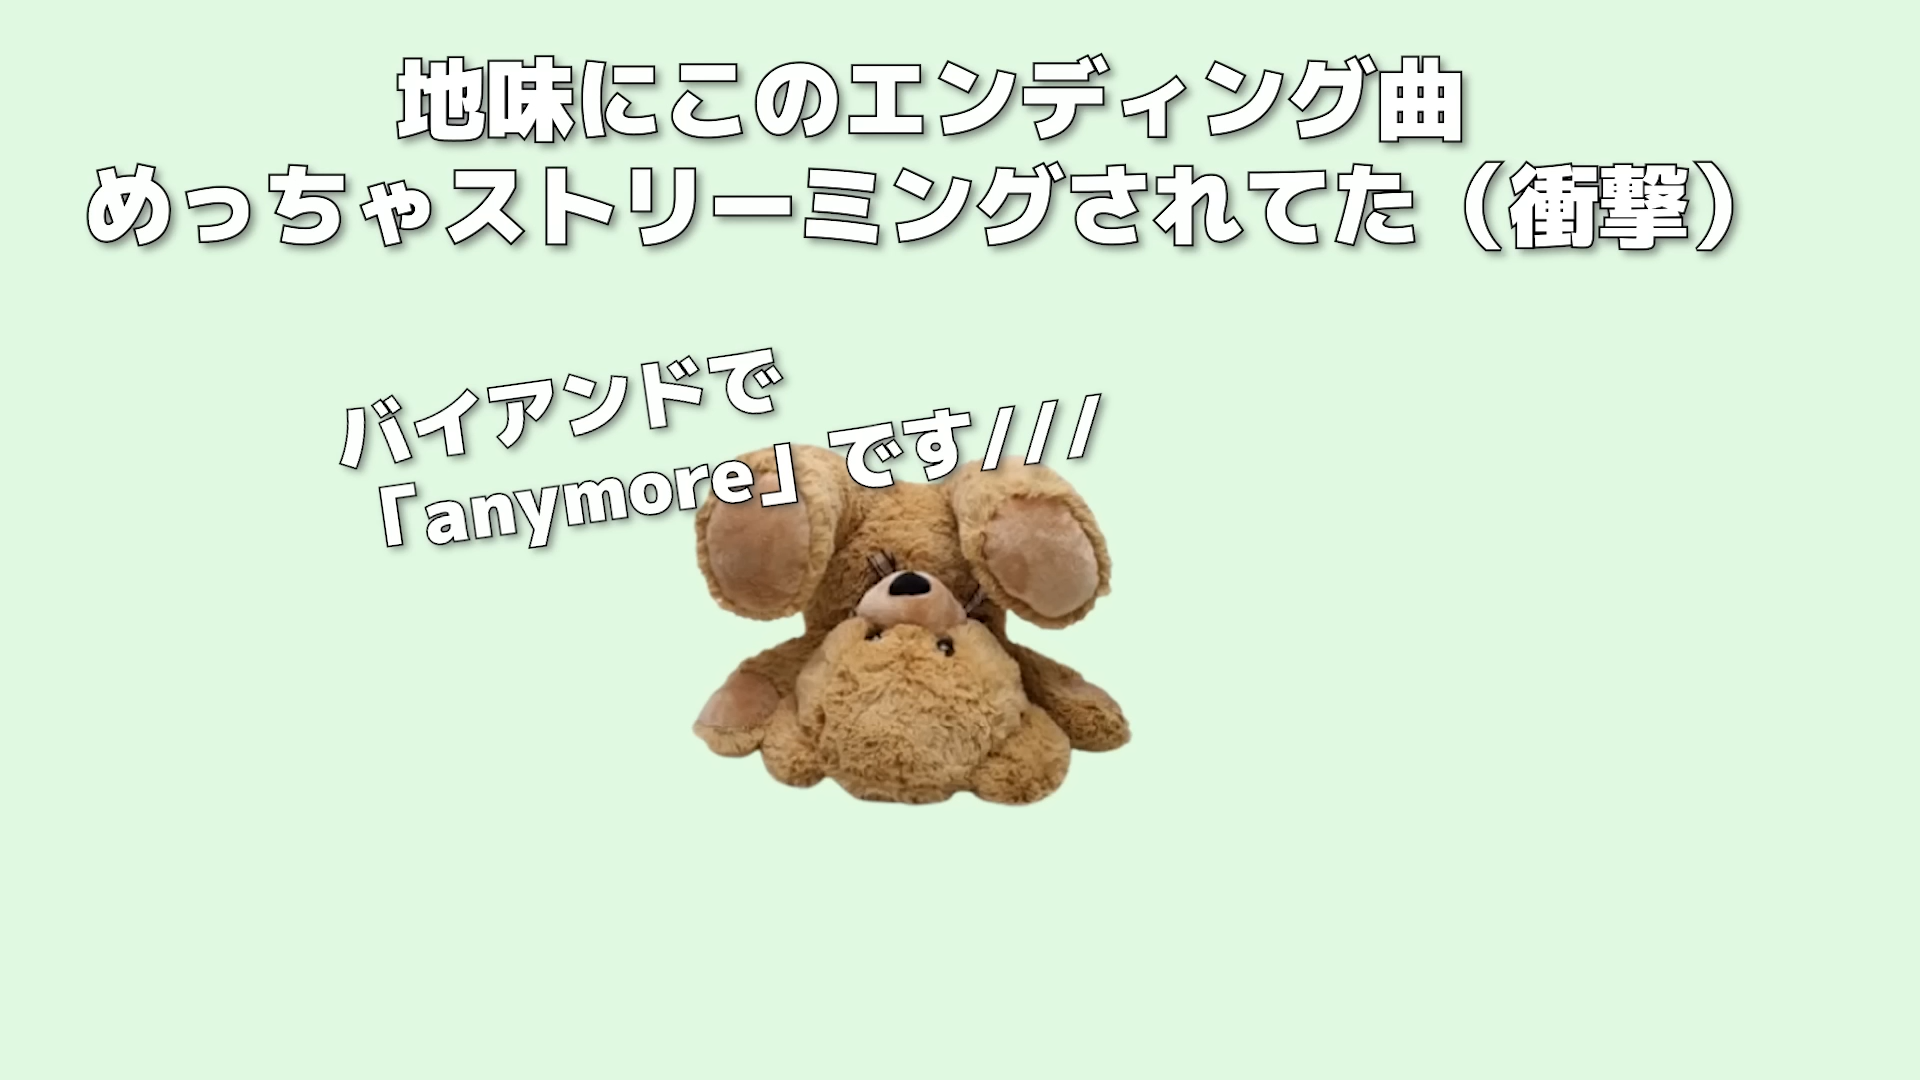 地味にこのエンディング曲
めっちゃストリーミングされてた（衝撃）
バイアンドで
「anymore」です///